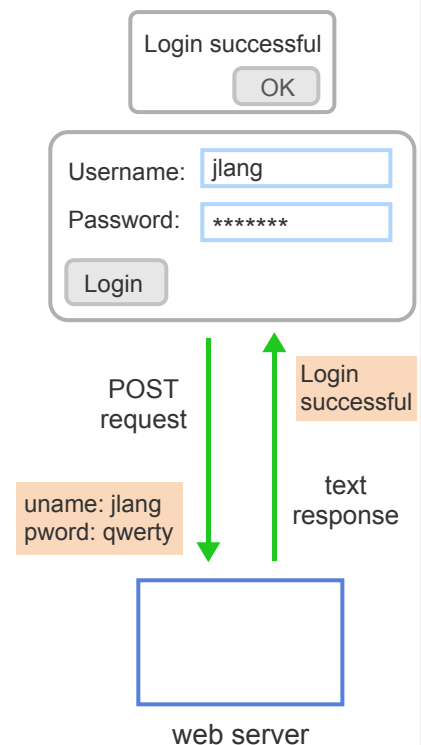 Login successful
OK
Username: jlang
Password: *******
Login
POST
request
Login
successful
uname: jlang
pword: qwerty
text
response
web server